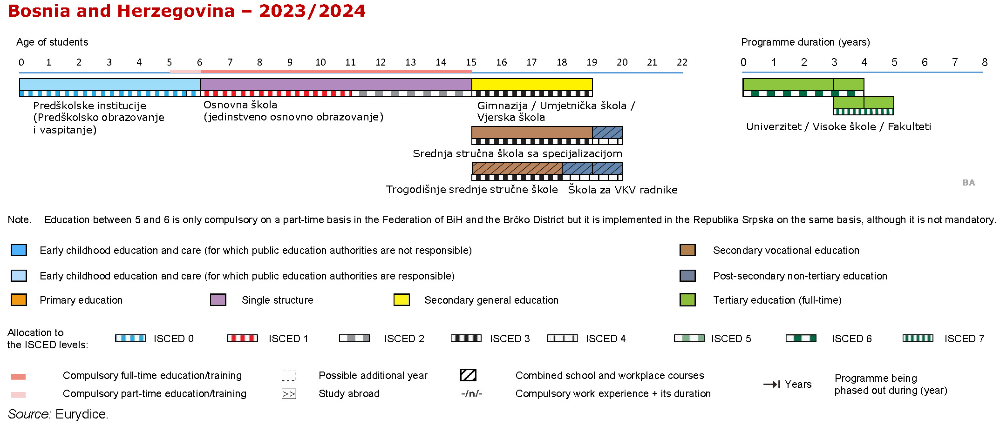 Bosnia and Herzegovina – 2023/2024
Age of students
Programme duration (years)
0 1 2 3 4 5 6 7 8 9 10 11 12 13 14 15 16 17 18 19 20 21 22
0 1 2 3 4 5 6 7 8
Predškolske institucije
(Predškolsko obrazovanje
i vaspitanje)
Osnovna škola
(jedinstveno osnovno obrazovanje)
Gimnazija / Umjetnička škola /
Vjerska škola
Univerzitet / Visoke škole / Fakulteti
Srednja stručna škola sa specijalizacijom
Trogodišnje srednje stručne škole
Škola za VKV radnike
BA
Note. Education between 5 and 6 is only compulsory on a part-time basis in the Federation of BiH and the Brčko District but it is implemented in the Republika Srpska on the same basis, although it is not mandatory.
Early childhood education and care (for which public education authorities are not responsible)
Secondary vocational education
Early childhood education and care (for which public education authorities are responsible)
Post-secondary non-tertiary education
Primary education
Single structure
Secondary general education
Tertiary education (full-time)
Allocation to
the ISCED levels:
ISCED 0
ISCED 1
ISCED 2
ISCED 3
ISCED 4
ISCED 5
ISCED 6
ISCED 7
Compulsory full-time education/training
Possible additional year
Combined school and workplace courses
Years
Programme being
phased out during (year)
Compulsory part-time education/training
>> Study abroad
-/n/- Compulsory work experience + its duration
Source: Eurydice.